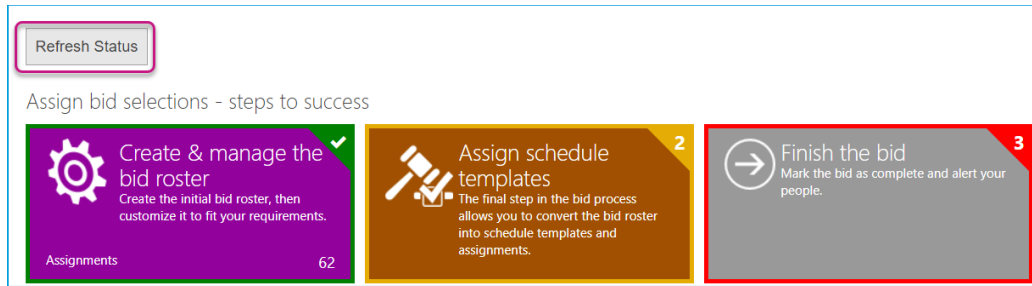 Refresh Status
Assign bid selections - steps to success
Create & manage the
bid roster
Create the initial bid roster, then
customize it to fit your requirements.
Assignments 62
2
Assign schedule
templates
The final step in the bid process
allows you to convert the bid roster
into schedule templates and
assignments.
3
Finish the bid
Mark the bid as complete and alert your
people.